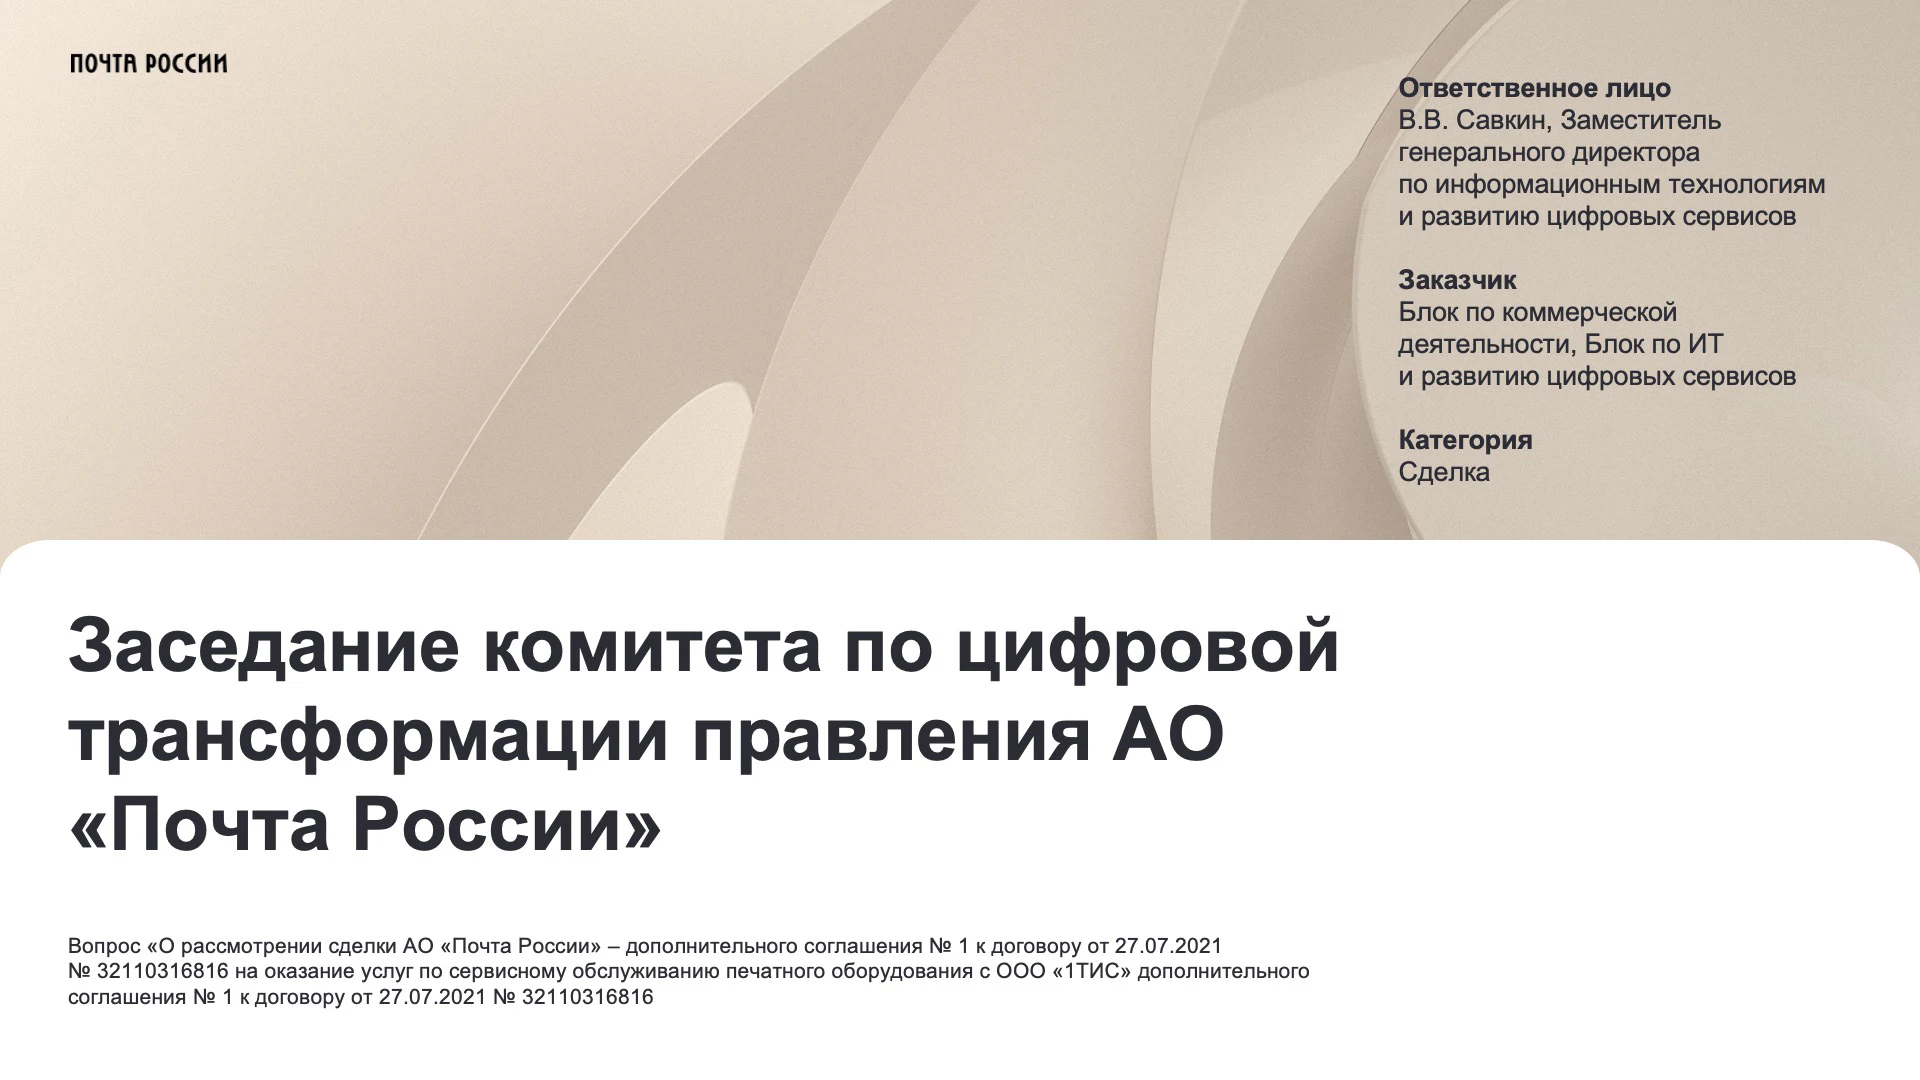 ПОЧТА РОССИИ
Ответственное лицо
В.В. Савкин, Заместитель
генерального директора
по информационным технологиям
и развитию цифровых сервисов
Заказчик
Блок по коммерческой
деятельности, Блок по ИТ
и развитию цифровых сервисов
Категория
Сделка
Заседание комитета по цифровой
трансформации правления АО
«Почта России»
Вопрос «О рассмотрении сделки АО «Почта России» – дополнительного соглашения № 1 к договору от 27.07.2021
№ 32110316816 на оказание услуг по сервисному обслуживанию печатного оборудования с ООО «1ТИС» дополнительного
соглашения № 1 к договору от 27.07.2021 № 32110316816